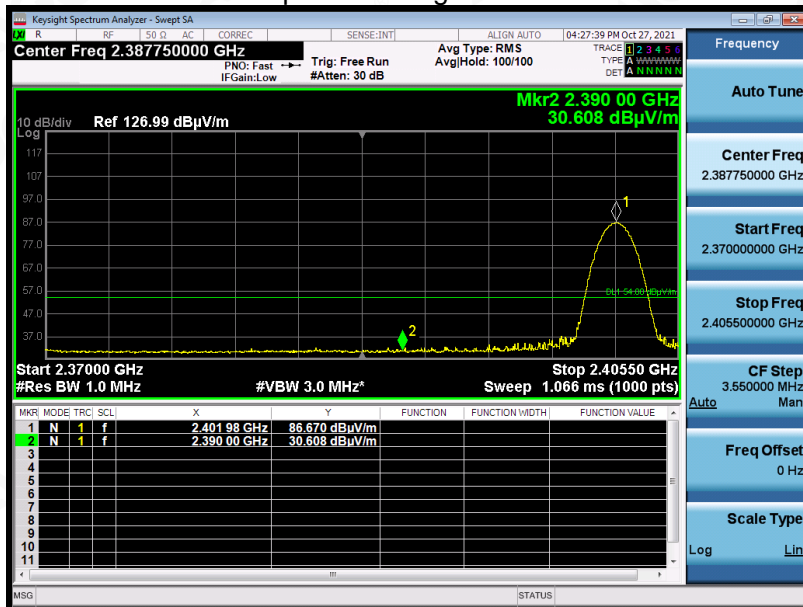 Keysight Spectrum Analyzer - Swept SA
LXI R RF 50 Ω AC CORREC SENSE:INT ALIGN AUTO 04:27:39 PM Oct 27, 2021
Center Freq 2.387750000 GHz
PNO: Fast
IFGain:Low
Trig: Free Run
#Atten: 30 dB
Avg Type: RMS
Avg|Hold: 100/100
TRACE 1 2 3 4 5 6
TYPE A WWWWW
DET A N N N N N
Mkr2 2.390 00 GHz
30.608 dBµV/m
10 dB/div Ref 126.99 dBµV/m
Log
117
107
97.0
87.0
77.0
67.0
57.0
47.0
37.0
1
DL1 54.00 dBµV/m
2
Start 2.37000 GHz Stop 2.40550 GHz
#Res BW 1.0 MHz #VBW 3.0 MHz* Sweep 1.066 ms (1000 pts)
MKR MODE TRC SCL X Y FUNCTION FUNCTION WIDTH FUNCTION VALUE
1 N 1 f 2.401 98 GHz 86.670 dBµV/m
2 N 1 f 2.390 00 GHz 30.608 dBµV/m
3
4
5
6
7
8
9
10
11
MSG STATUS
Frequency
Auto Tune
Center Freq
2.387750000 GHz
Start Freq
2.370000000 GHz
Stop Freq
2.405500000 GHz
CF Step
3.550000 MHz
Auto Man
Freq Offset
0 Hz
Scale Type
Log Lin